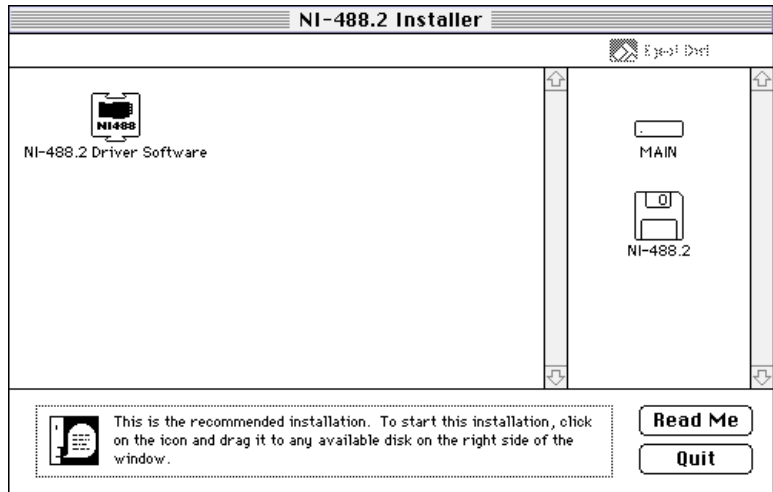 NI-488.2 Installer
Eject Disk
NI488
NI-488.2 Driver Software
MAIN
NI-488.2
This is the recommended installation. To start this installation, click
on the icon and drag it to any available disk on the right side of the
window.
Read Me
Quit